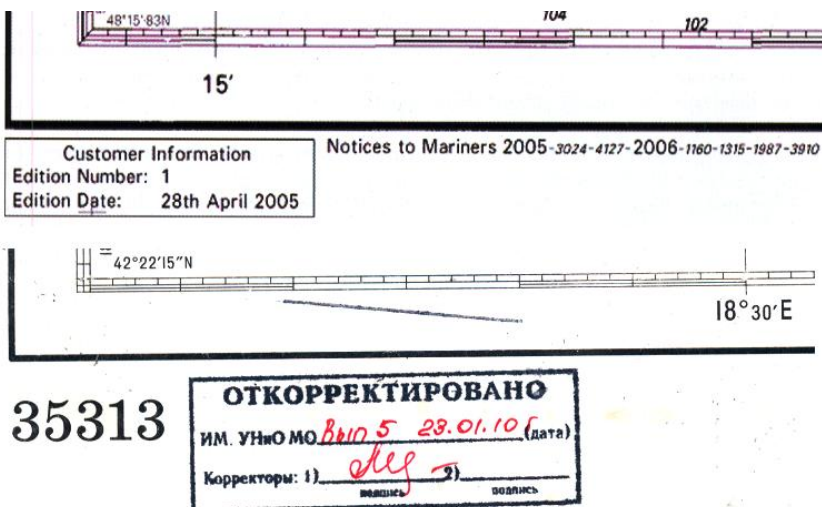 48°15'·83N
104
102
15′
Customer Information
Edition Number: 1
Edition Date: 28th April 2005
Notices to Mariners 2005-3024-4127-2006-1160-1315-1987-3910
42°22′15″N
18°30′E
35313
ОТКОРРЕКТИРОВАНО
ИМ. УНиО МО Вып 5 23.01.10 г (дата)
Корректоры: 1) 2)
подпись подпись